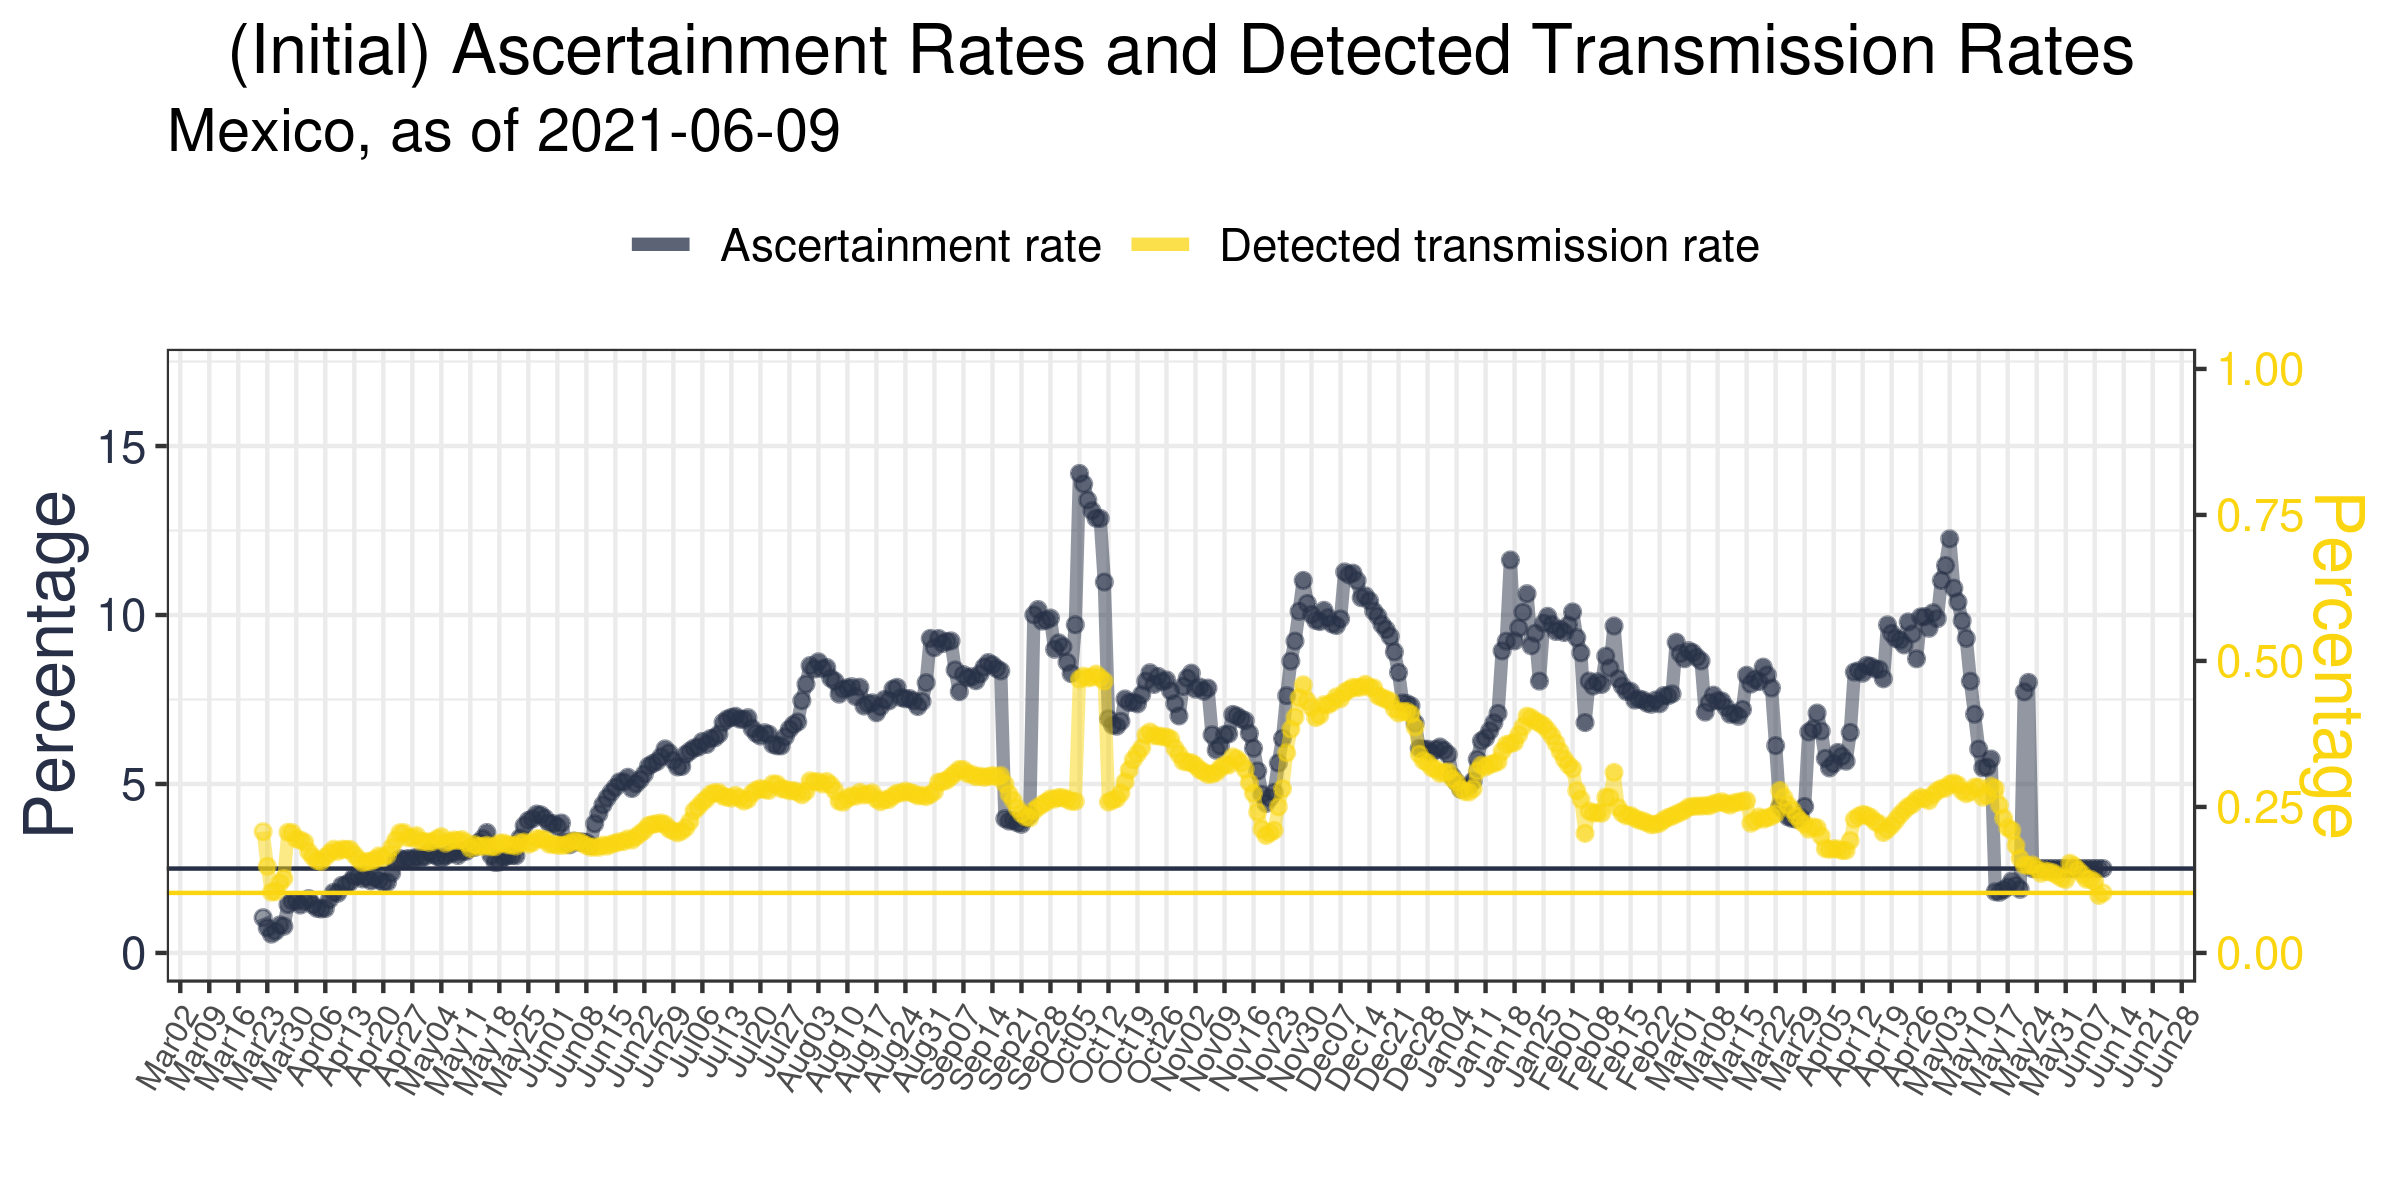 (Initial) Ascertainment Rates and Detected Transmission Rates
Mexico, as of 2021-06-09
Ascertainment rate
Detected transmission rate
Percentage
15
10
5
0
1.00
0.75
0.50
0.25
0.00
Percentage
Mar02
Mar09
Mar16
Mar23
Mar30
Apr06
Apr13
Apr20
Apr27
May04
May11
May18
May25
Jun01
Jun08
Jun15
Jun22
Jun29
Jul06
Jul13
Jul20
Jul27
Aug03
Aug10
Aug17
Aug24
Aug31
Sep07
Sep14
Sep21
Sep28
Oct05
Oct12
Oct19
Oct26
Nov02
Nov09
Nov16
Nov23
Nov30
Dec07
Dec14
Dec21
Dec28
Jan04
Jan11
Jan18
Jan25
Feb01
Feb08
Feb15
Feb22
Mar01
Mar08
Mar15
Mar22
Mar29
Apr05
Apr12
Apr19
Apr26
May03
May10
May17
May24
May31
Jun07
Jun14
Jun21
Jun28